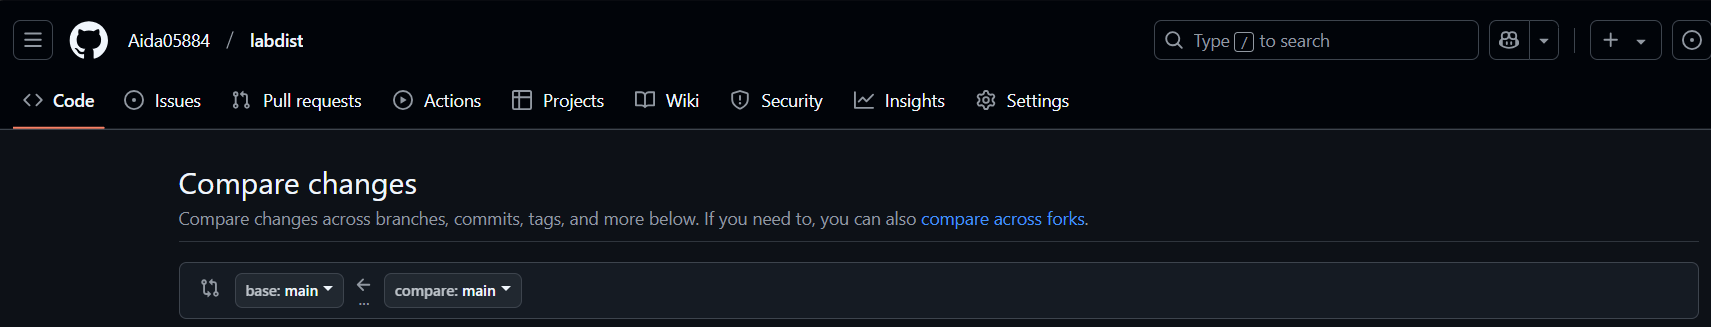 Aida05884 / labdist Type / to search
Code Issues Pull requests Actions Projects Wiki Security Insights Settings
Compare changes
Compare changes across branches, commits, tags, and more below. If you need to, you can also compare across forks.
base: main ... compare: main